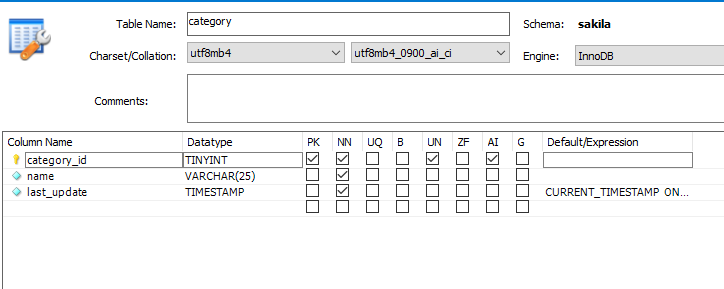 Table Name: category Schema: sakila
Charset/Collation: utf8mb4 utf8mb4_0900_ai_ci Engine: InnoDB
Comments:
Column Name Datatype PK NN UQ B UN ZF AI G Default/Expression
category_id TINYINT
name VARCHAR(25)
last_update TIMESTAMP CURRENT_TIMESTAMP ON...